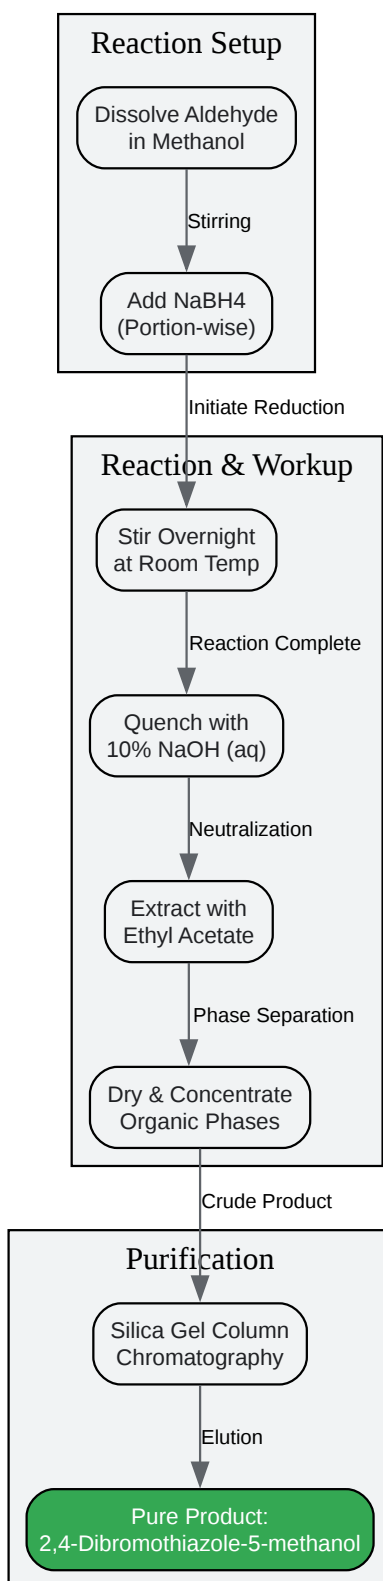 Reaction Setup
Dissolve Aldehyde
in Methanol
Stirring
Add NaBH4
(Portion-wise)
Initiate Reduction
Reaction & Workup
Stir Overnight
at Room Temp
Reaction Complete
Quench with
10% NaOH (aq)
Neutralization
Extract with
Ethyl Acetate
Phase Separation
Dry & Concentrate
Organic Phases
Crude Product
Purification
Silica Gel Column
Chromatography
Elution
Pure Product:
2,4-Dibromothiazole-5-methanol